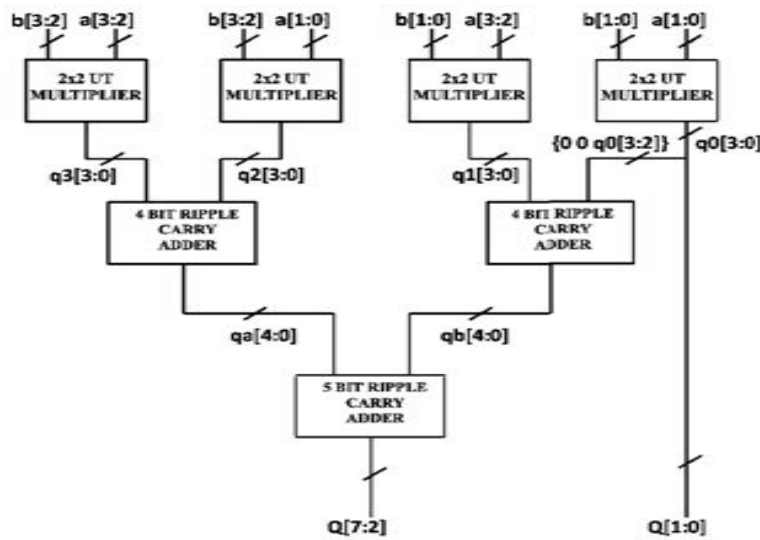 b[3:2] a[3:2] b[3:2] a[1:0] b[1:0] a[3:2] b[1:0] a[1:0]
2x2 UT
MULTIPLIER
2x2 UT
MULTIPLIER
2x2 UT
MULTIPLIER
2x2 UT
MULTIPLIER
{0 0 q0[3:2]} q0[3:0]
q3[3:0] q2[3:0] q1[3:0]
4 BIT RIPPLE
CARRY
ADDER
4 BIT RIPPLE
CARRY
ADDER
qa[4:0] qb[4:0]
5 BIT RIPPLE
CARRY
ADDER
Q[7:2] Q[1:0]